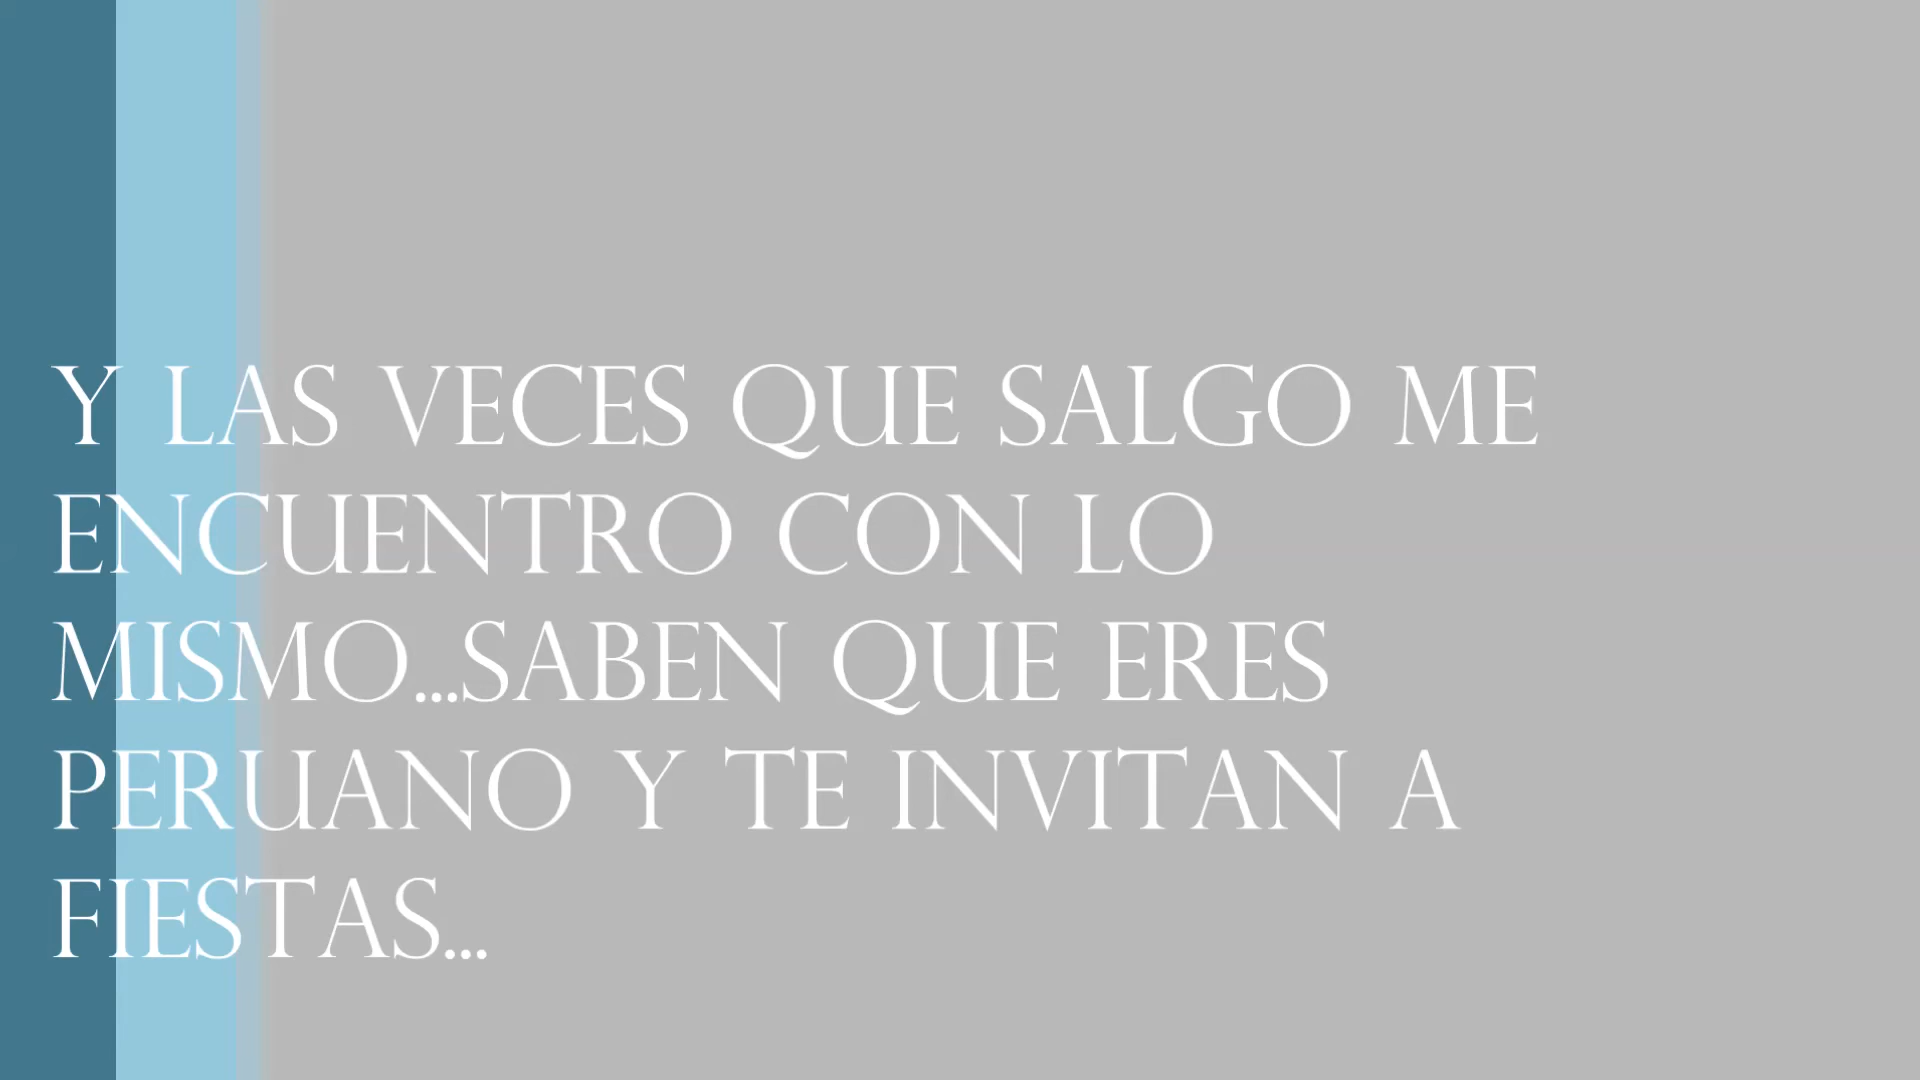 Y LAS VECES QUE SALGO ME
ENCUENTRO CON LO
MISMO...SABEN QUE ERES
PERUANO Y TE INVITAN A
FIESTAS...